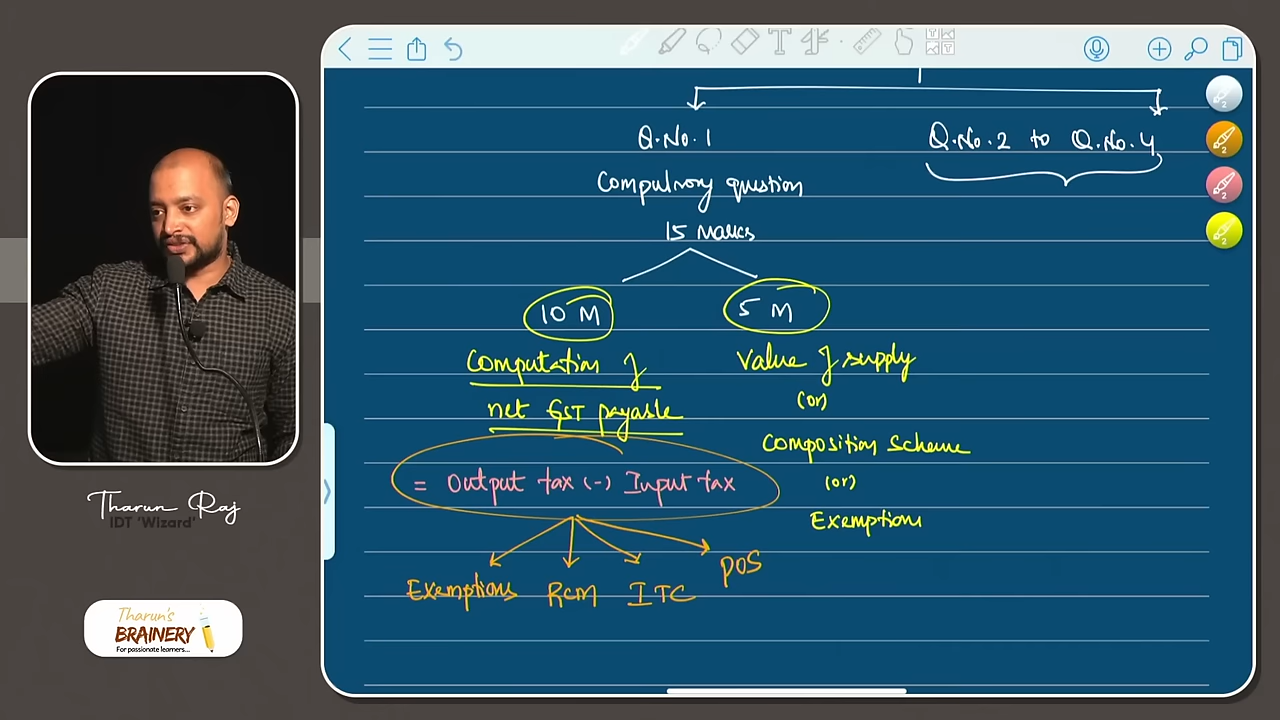 Q.No.1
Q.No.2 to Q.No.4
Compulsory question
15 Marks
10 M
5 M
Computation of
net GST payable
Value of supply
(or)
Composition Scheme
(or)
Exemptions
= Output tax (-) Input tax
Exemptions RCM ITC POS
Tharun Raj
IDT 'Wizard'
Tharun's
BRAINERY
For passionate learners...